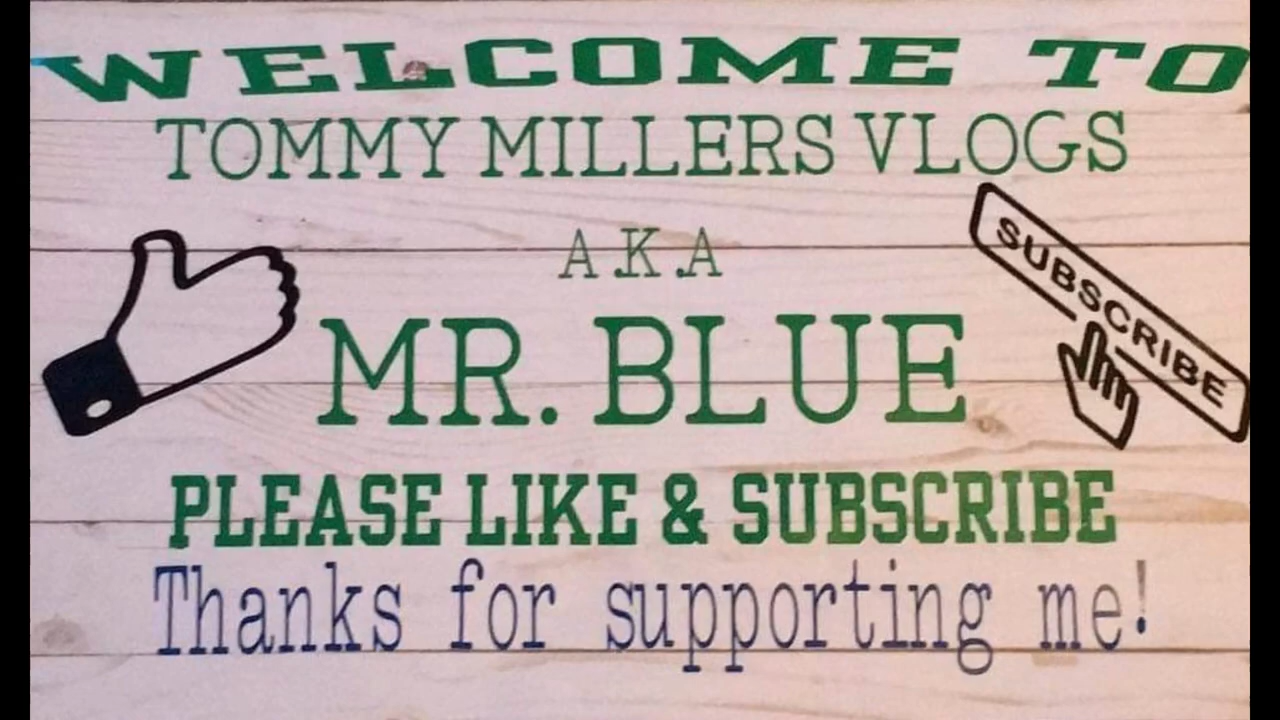 WELCOME TO
TOMMY MILLERS VLOGS
A.K.A
MR. BLUE
SUBSCRIBE
PLEASE LIKE & SUBSCRIBE
Thanks for supporting me!